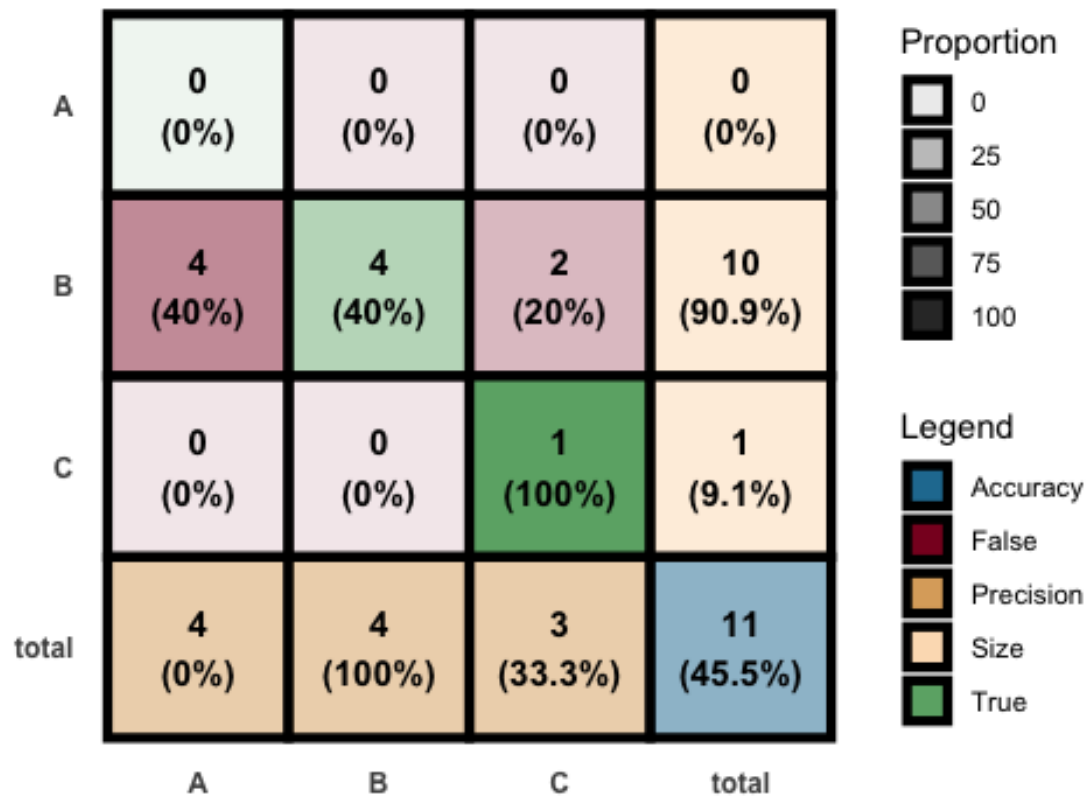 A
0
(0%)
0
(0%)
0
(0%)
0
(0%)
B
4
(40%)
4
(40%)
2
(20%)
10
(90.9%)
C
0
(0%)
0
(0%)
1
(100%)
1
(9.1%)
total
4
(0%)
4
(100%)
3
(33.3%)
11
(45.5%)
A
B
C
total
Proportion
0
25
50
75
100
Legend
Accuracy
False
Precision
Size
True